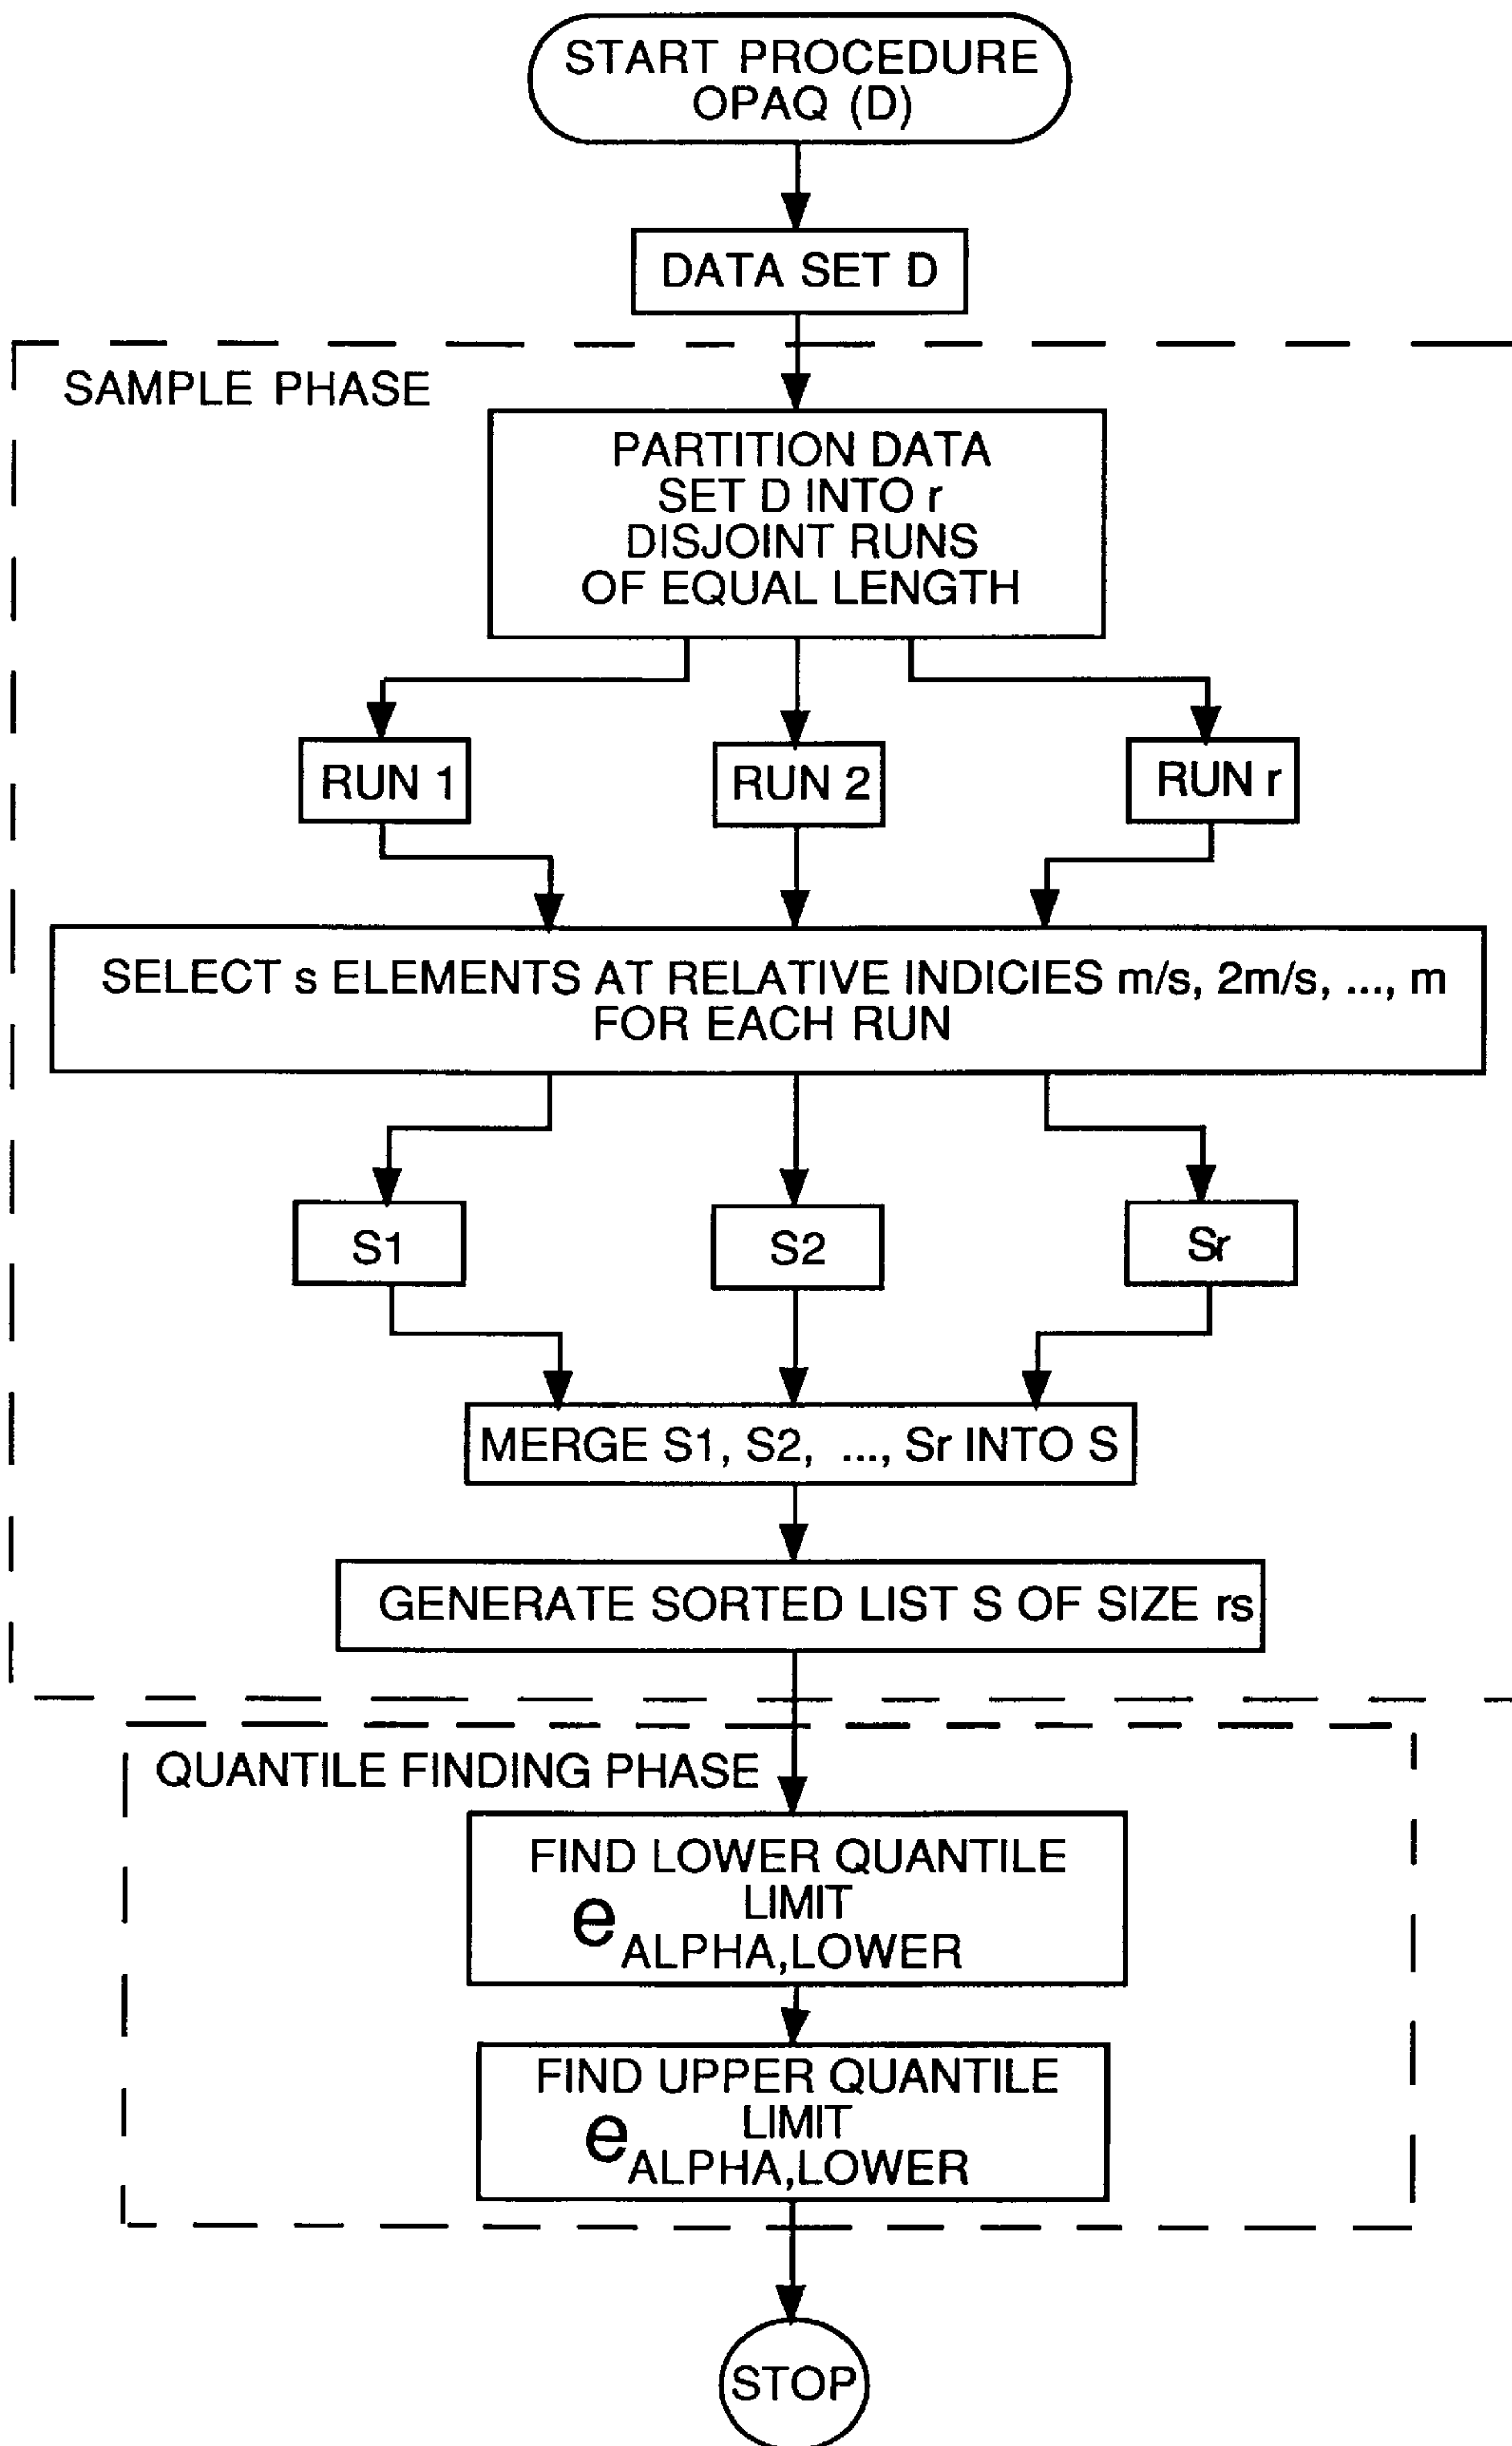 START PROCEDURE
OPAQ (D)
DATA SET D
SAMPLE PHASE
PARTITION DATA
SET D INTO r
DISJOINT RUNS
OF EQUAL LENGTH
RUN 1
RUN 2
RUN r
SELECT s ELEMENTS AT RELATIVE INDICIES m/s, 2m/s, ..., m
FOR EACH RUN
S1
S2
Sr
MERGE S1, S2, ..., Sr INTO S
GENERATE SORTED LIST S OF SIZE rs
QUANTILE FINDING PHASE
FIND LOWER QUANTILE
LIMIT
e ALPHA,LOWER
FIND UPPER QUANTILE
LIMIT
e ALPHA,LOWER
STOP